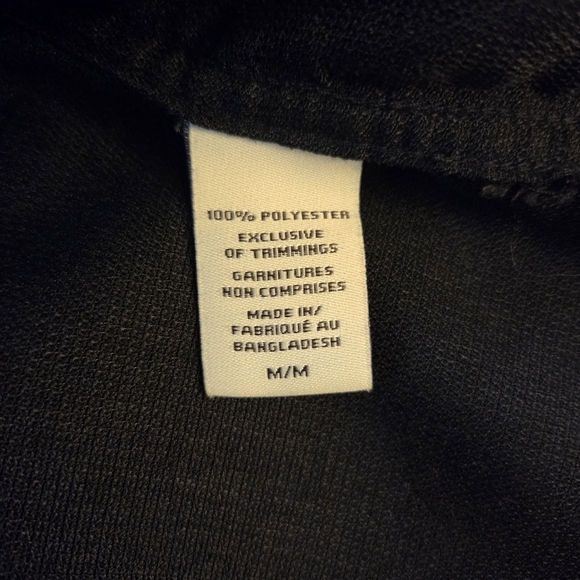 100% POLYESTER
EXCLUSIVE
OF TRIMMINGS
GARNITURES
NON COMPRISES
MADE IN/
FABRIQUÉ AU
BANGLADESH
M/M